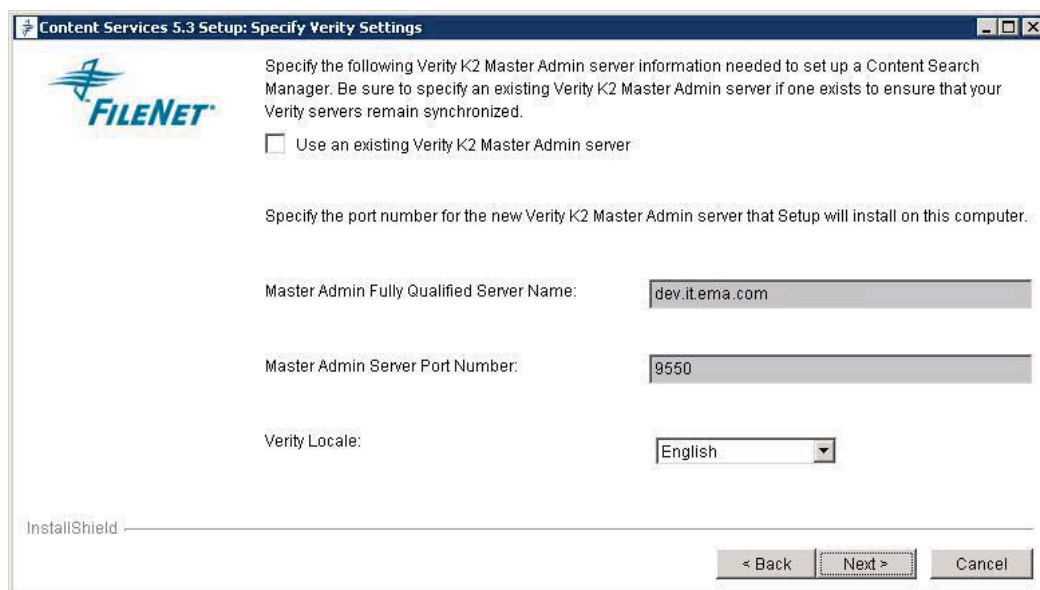 Content Services 5.3 Setup: Specify Verity Settings
FILENET
Specify the following Verity K2 Master Admin server information needed to set up a Content Search
Manager. Be sure to specify an existing Verity K2 Master Admin server if one exists to ensure that your
Verity servers remain synchronized.
Use an existing Verity K2 Master Admin server
Specify the port number for the new Verity K2 Master Admin server that Setup will install on this computer.
Master Admin Fully Qualified Server Name:
dev.it.ema.com
Master Admin Server Port Number:
9550
Verity Locale:
English
InstallShield
< Back
Next >
Cancel